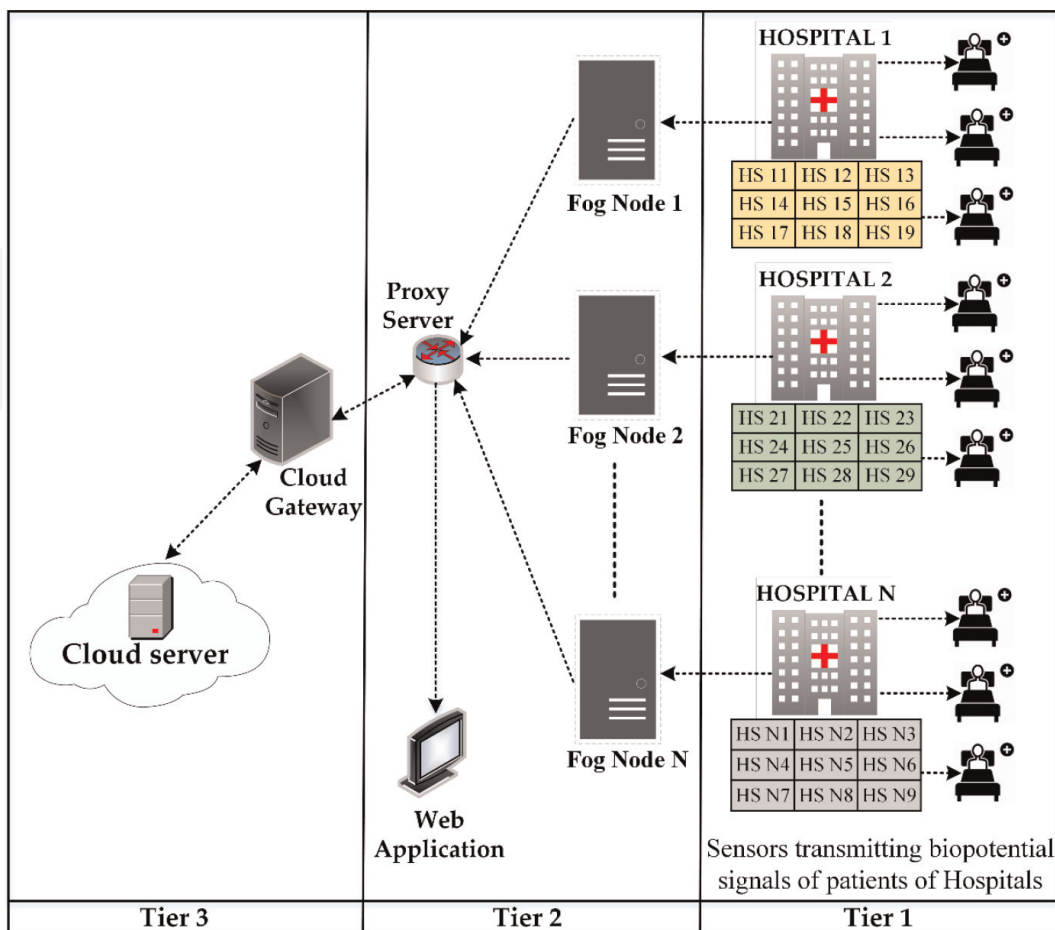 HOSPITAL 1
HS 11 HS 12 HS 13
HS 14 HS 15 HS 16
HS 17 HS 18 HS 19
Fog Node 1
HOSPITAL 2
HS 21 HS 22 HS 23
HS 24 HS 25 HS 26
HS 27 HS 28 HS 29
Proxy
Server
Fog Node 2
Cloud
Gateway
Cloud server
HOSPITAL N
HS N1 HS N2 HS N3
HS N4 HS N5 HS N6
HS N7 HS N8 HS N9
Fog Node N
Web
Application
Sensors transmitting biopotential
signals of patients of Hospitals
Tier 3 Tier 2 Tier 1